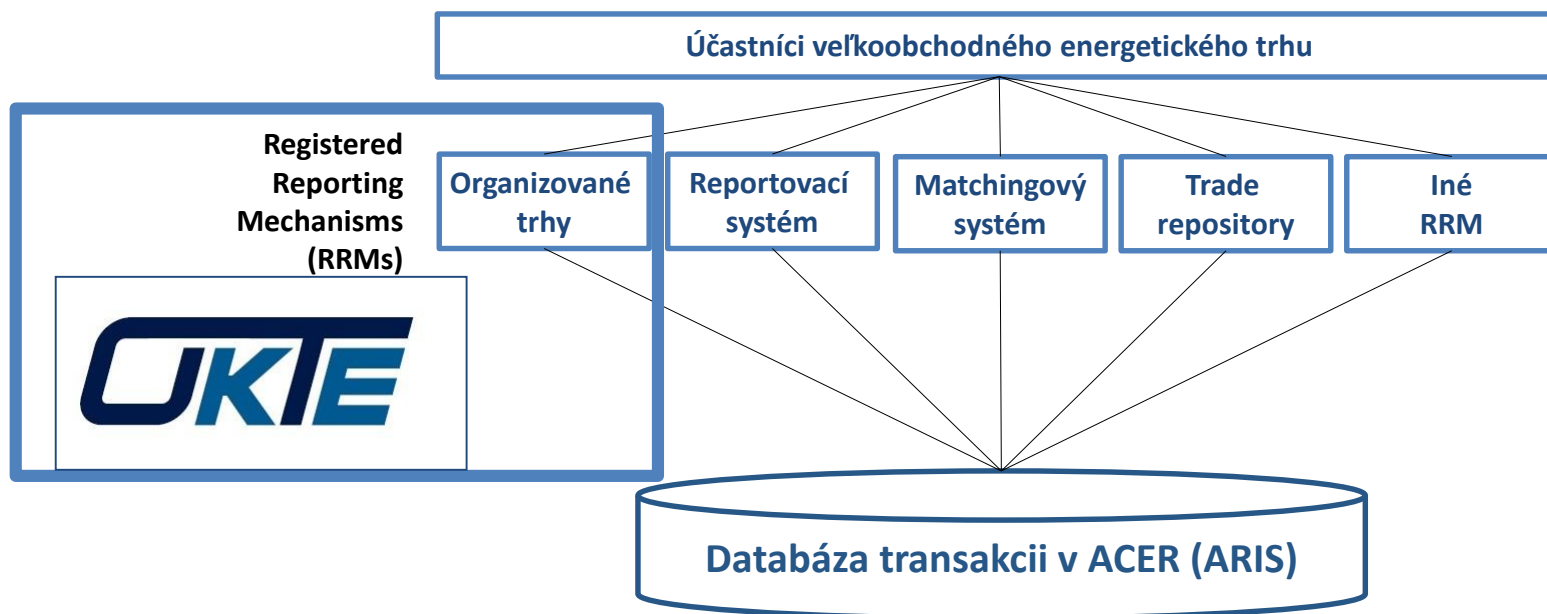 Účastníci veľkoobchodného energetického trhu
Registered
Reporting
Mechanisms
(RRMs)
Organizované
trhy
Reportovací
systém
Matchingový
systém
Trade
repository
Iné
RRM
OKTE
Databáza transakcii v ACER (ARIS)